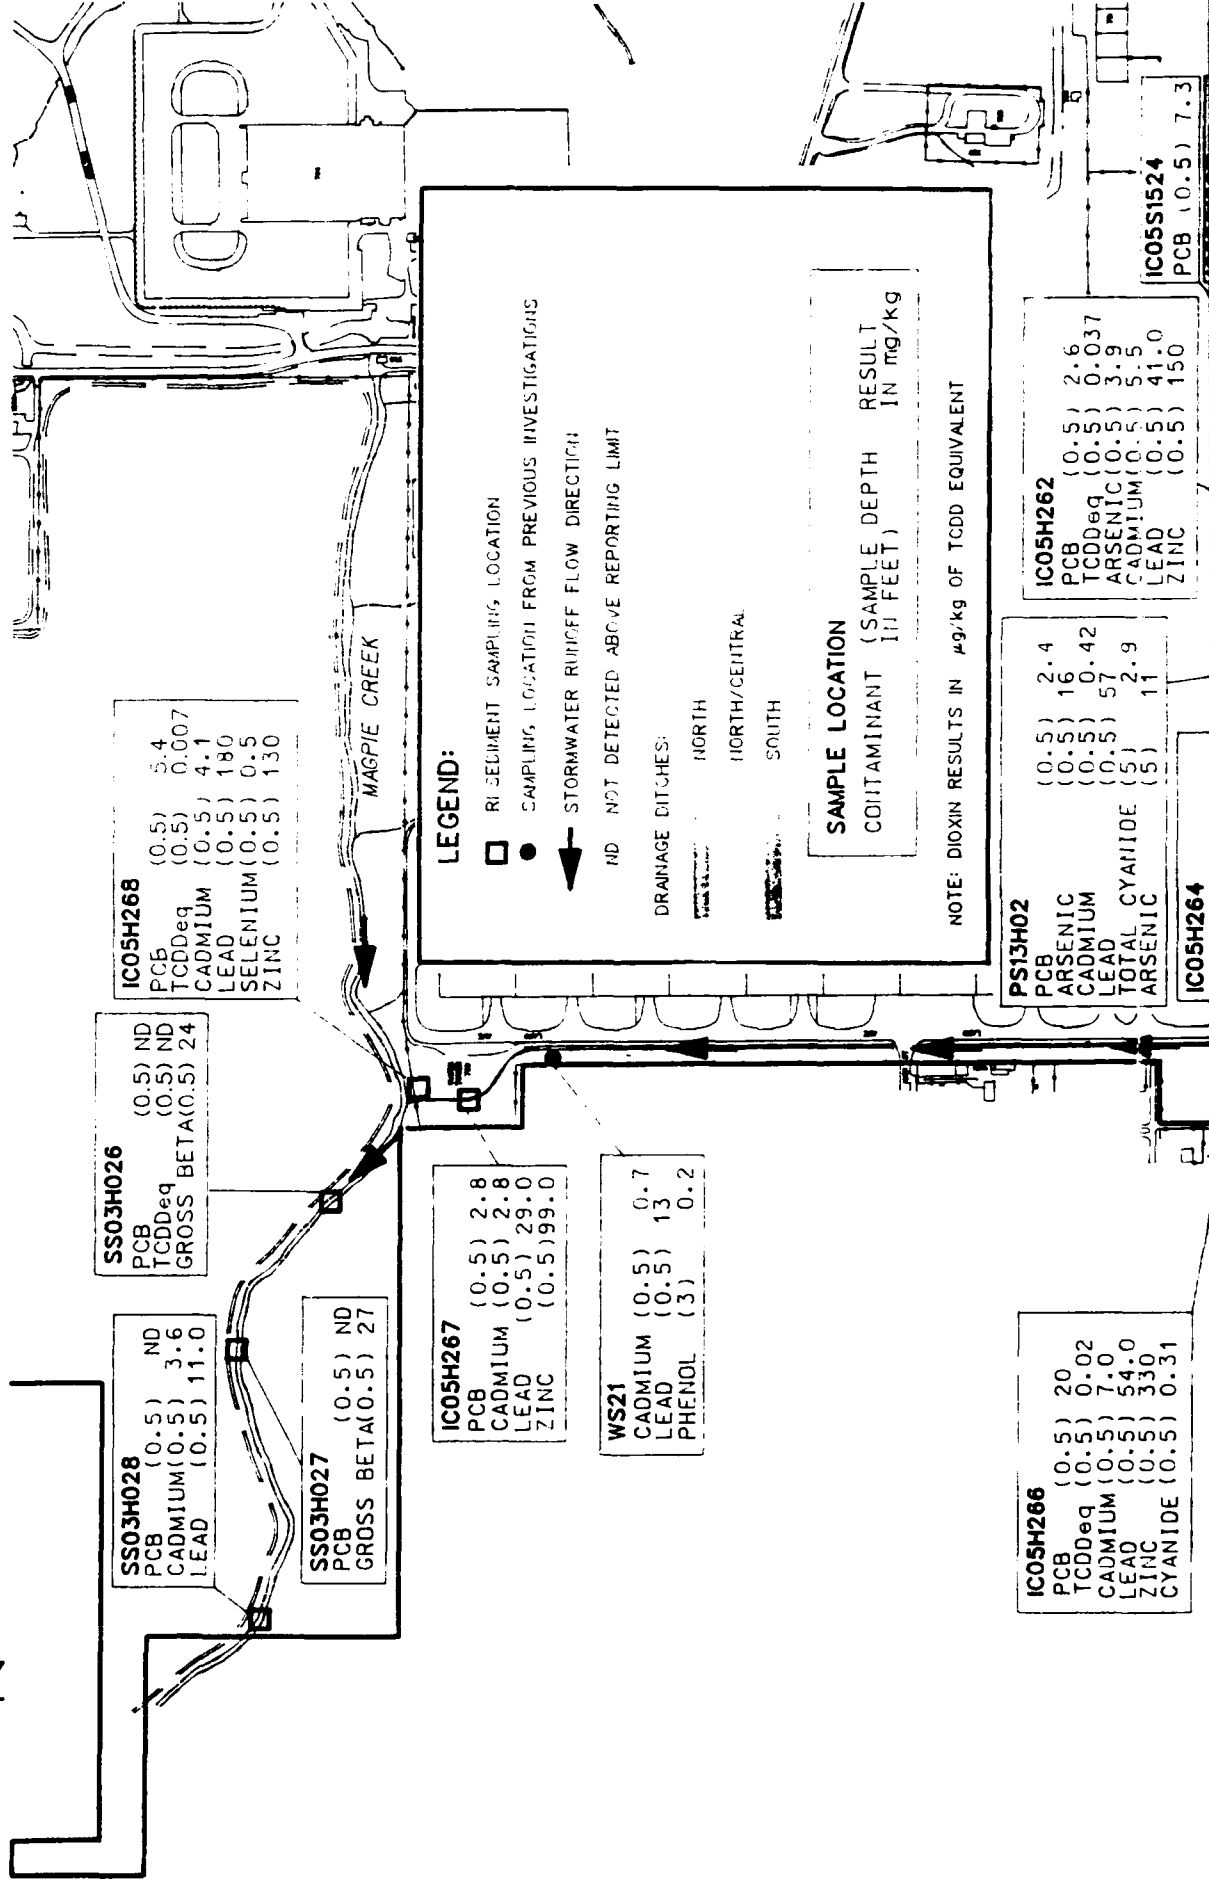 SS03H028
PCB (0.5) ND
CADMIUM (0.5) 3.6
LEAD (0.5) 11.0
SS03H026
PCB (0.5) ND
TCDDeq (0.5) ND
GROSS BETA (0.5) 24
IC05H268
PCB (0.5) 5.4
TCDDeq (0.5) 0.007
CADMIUM (0.5) 4.1
LEAD (0.5) 180
SELENIUM (0.5) 0.5
ZINC (0.5) 130
SS03H027
PCB (0.5) ND
GROSS BETA (0.5) 27
MAGPIE CREEK
IC05H267
PCB (0.5) 2.8
CADMIUM (0.5) 2.8
LEAD (0.5) 29.0
ZINC (0.5) 99.0
WS21
CADMIUM (0.5) 0.7
LEAD (0.5) 13
PHENOL (3) 0.2
LEGEND:
RI SEDIMENT SAMPLING LOCATION
SAMPLING LOCATION FROM PREVIOUS INVESTIGATIONS
STORMWATER RUNOFF FLOW DIRECTION
ND NOT DETECTED ABOVE REPORTING LIMIT
DRAINAGE DITCHES:
NORTH
NORTH/CENTRAL
SOUTH
SAMPLE LOCATION
CONTAMINANT (SAMPLE DEPTH RESULT
IN FEET) IN mg/kg
NOTE: DIOXIN RESULTS IN µg/kg OF TCDD EQUIVALENT
IC05H266
PCB (0.5) 20
TCDDeq (0.5) 0.02
CADMIUM (0.5) 7.0
LEAD (0.5) 54.0
ZINC (0.5) 330
CYANIDE (0.5) 0.31
PS13H02
PCB (0.5) 2.4
ARSENIC (0.5) 16
CADMIUM (0.5) 0.42
LEAD (0.5) 57
TOTAL CYANIDE (5) 2.9
ARSENIC (5) 11
IC05H264
IC05H262
PCB (0.5) 2.6
TCDDeq (0.5) 0.037
ARSENIC (0.5) 3.9
CADMIUM (0.5) 5.5
LEAD (0.5) 41.0
ZINC (0.5) 150
IC05S1524
PCB (0.5) 7.3